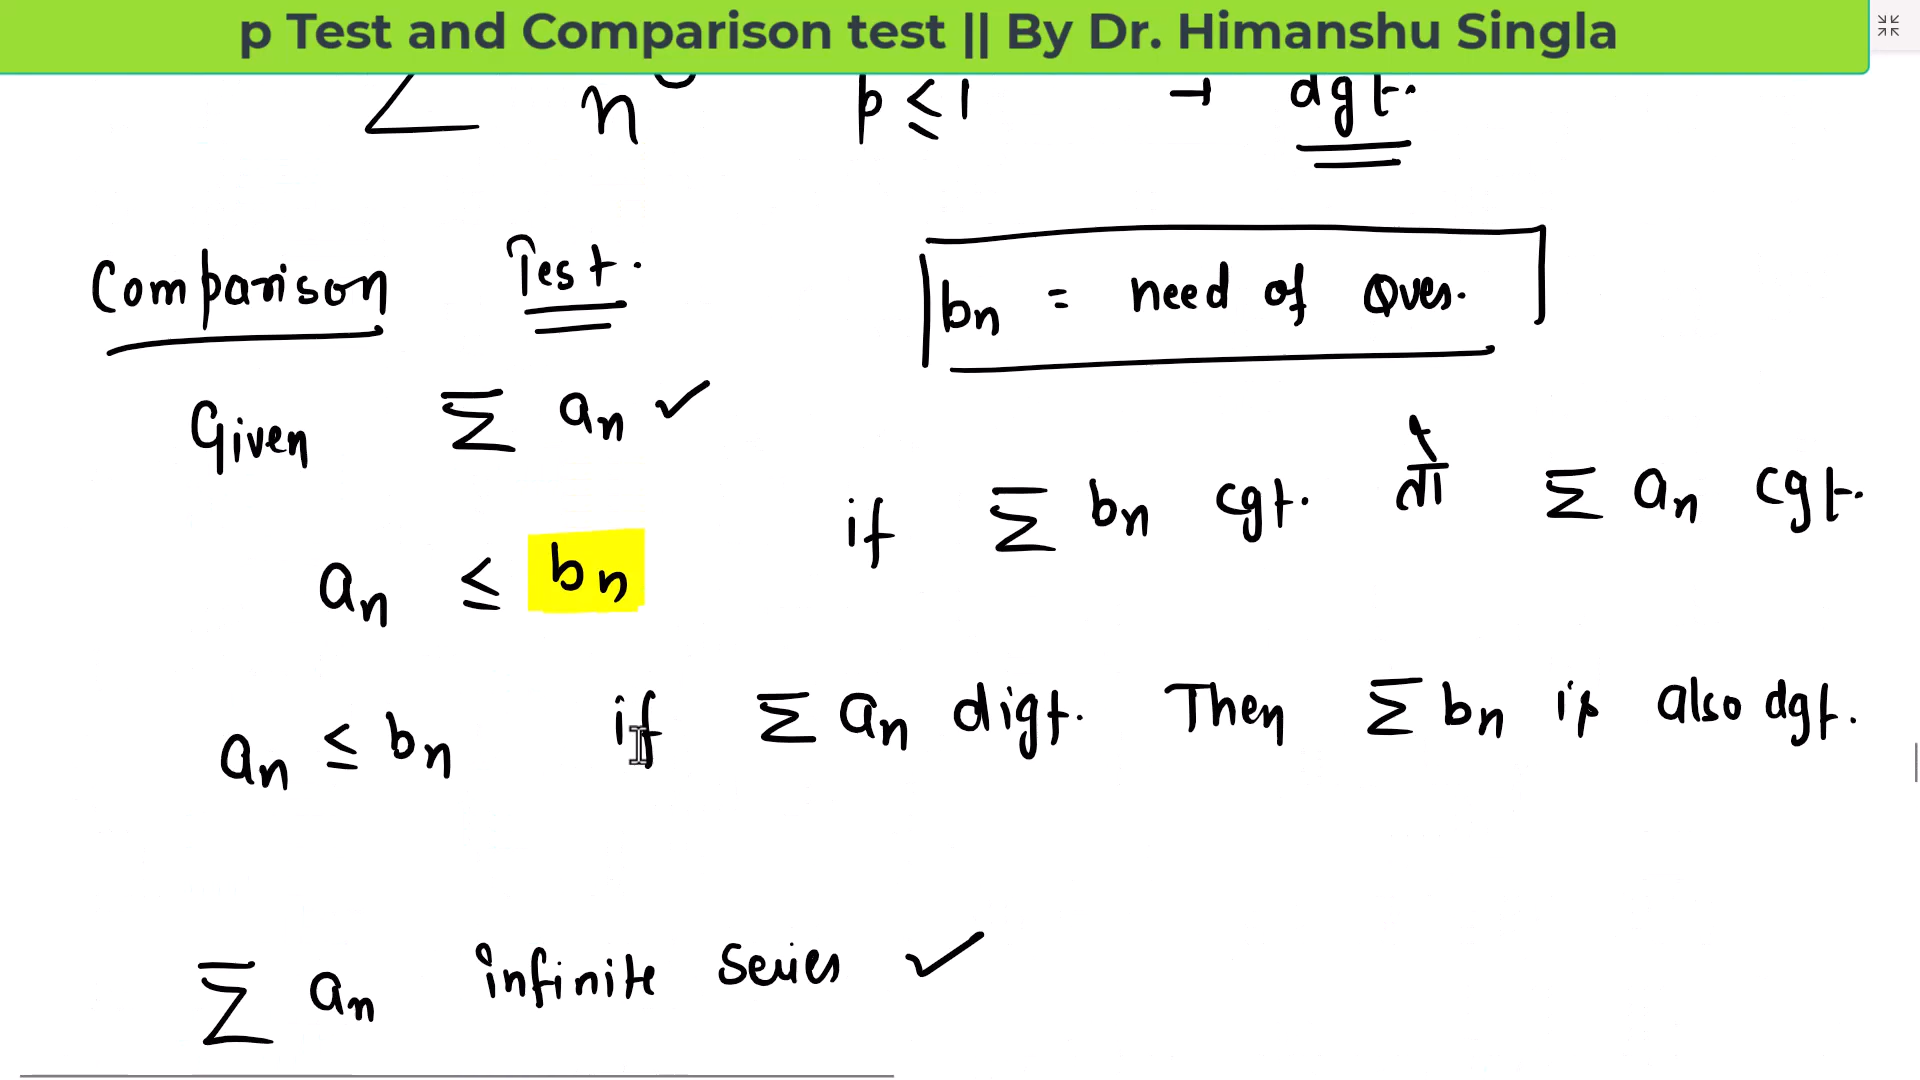 p Test and Comparison test || By Dr. Himanshu Singla
Σ n p ≤ 1 → dgt.
Comparison Test.
bn = need of Ques.
Given Σ an ✓
if Σ bn cgt. तो Σ an cgt.
an ≤ bn
an ≤ bn if Σ an digt. Then Σ bn is also dgt.
Σ an infinite series ✓